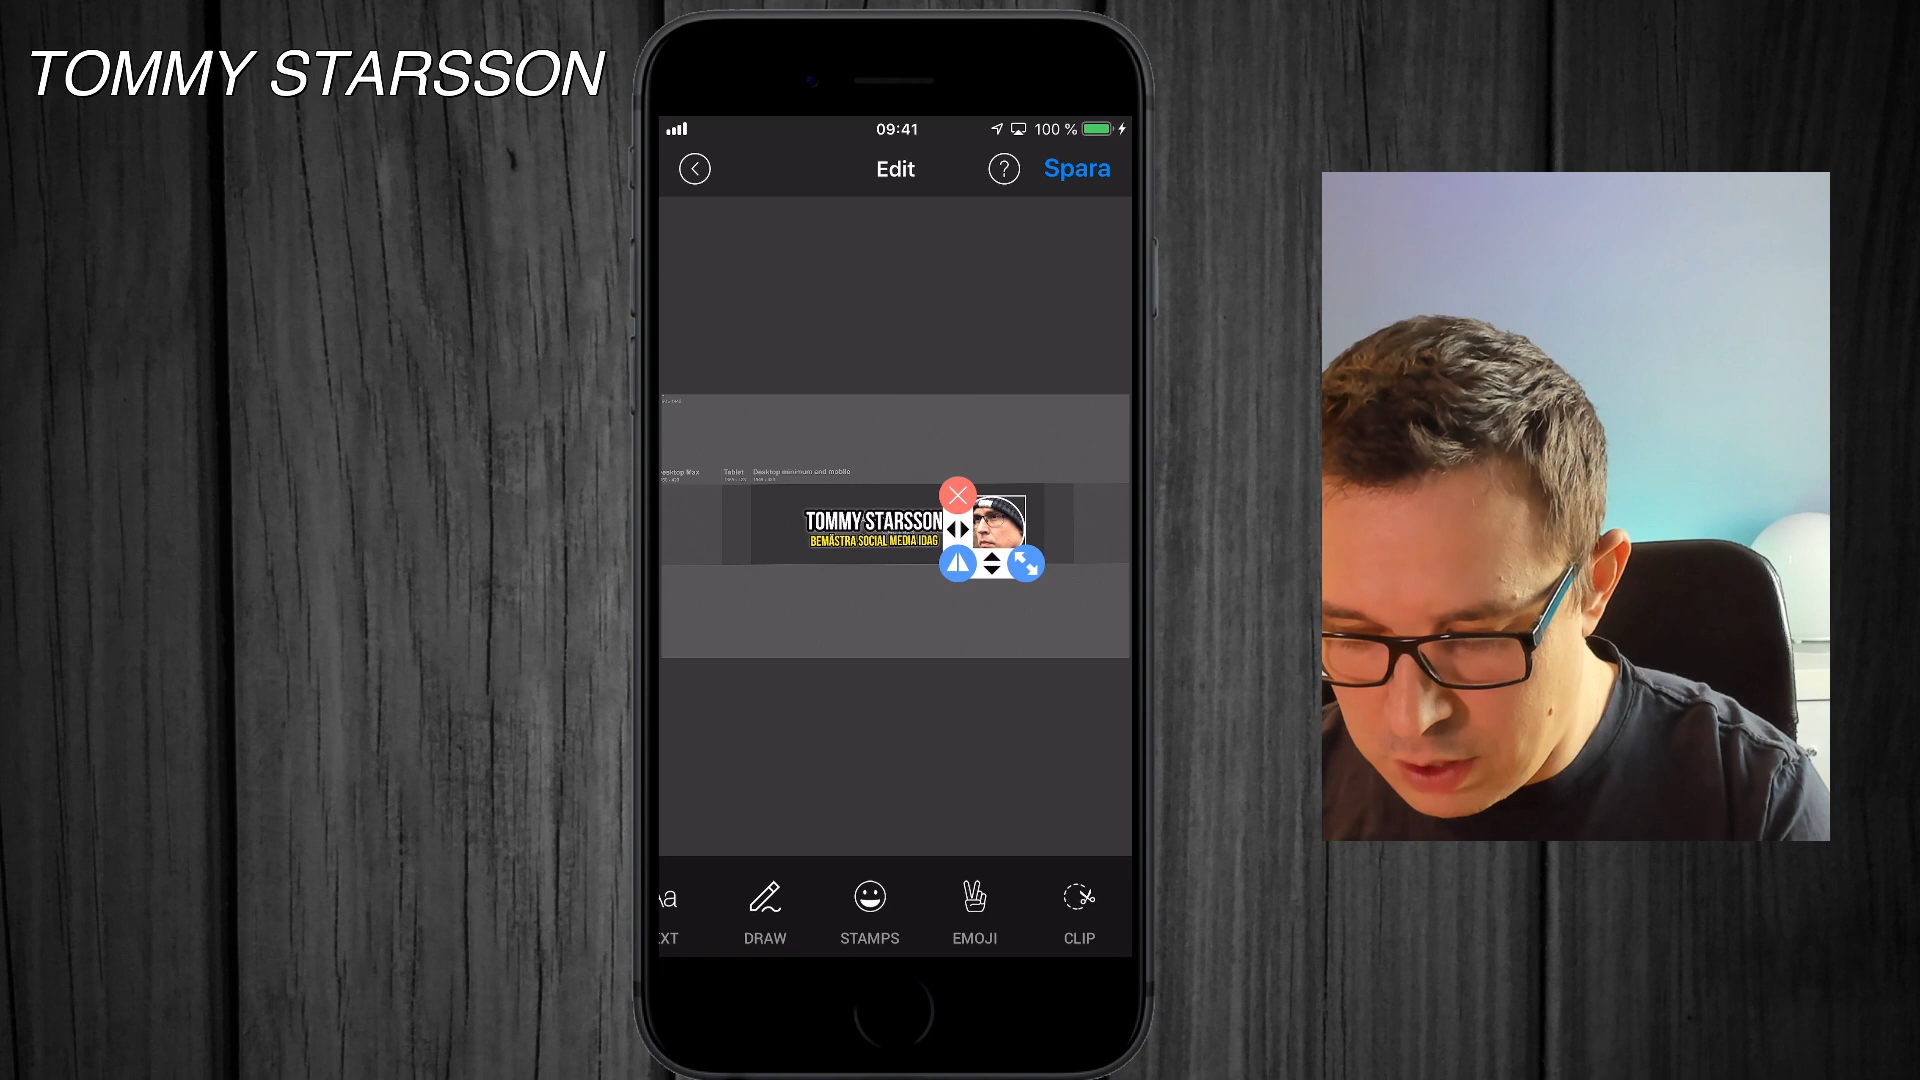 TOMMY STARSSON
09:41
100 %
Edit
?
Spara
Tablet
Desktop minimum and mobile
TOMMY STARSSON
BEMÄSTRA SOCIAL MEDIA IDAG
DRAW
STAMPS
EMOJI
CLIP